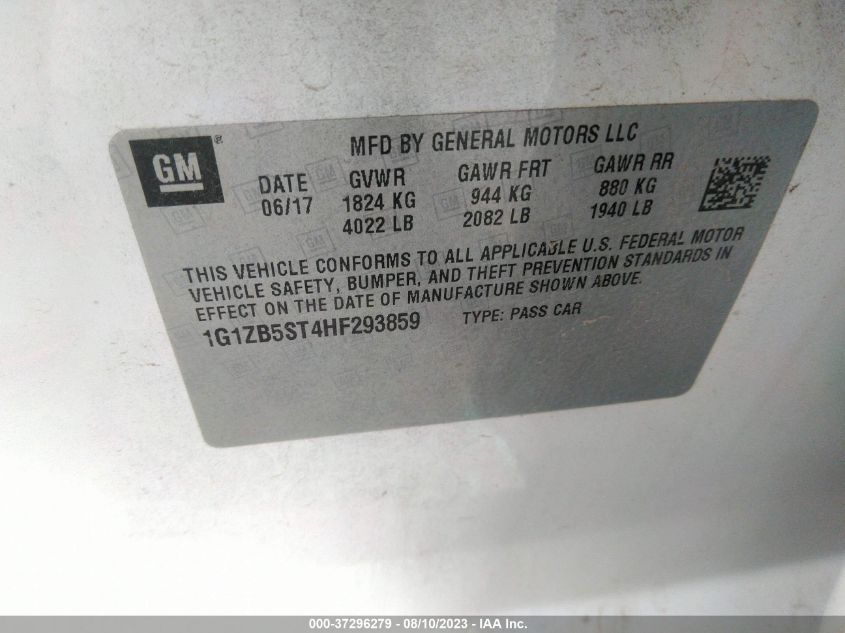 GM®
MFD BY GENERAL MOTORS LLC
DATE GVWR GAWR FRT GAWR RR
06/17 1824 KG 944 KG 880 KG
4022 LB 2082 LB 1940 LB
THIS VEHICLE CONFORMS TO ALL APPLICABLE U.S. FEDERAL MOTOR
VEHICLE SAFETY, BUMPER, AND THEFT PREVENTION STANDARDS IN
EFFECT ON THE DATE OF MANUFACTURE SHOWN ABOVE.
1G1ZB5ST4HF293859 TYPE: PASS CAR
000-37296279 - 08/10/2023 - IAA Inc.